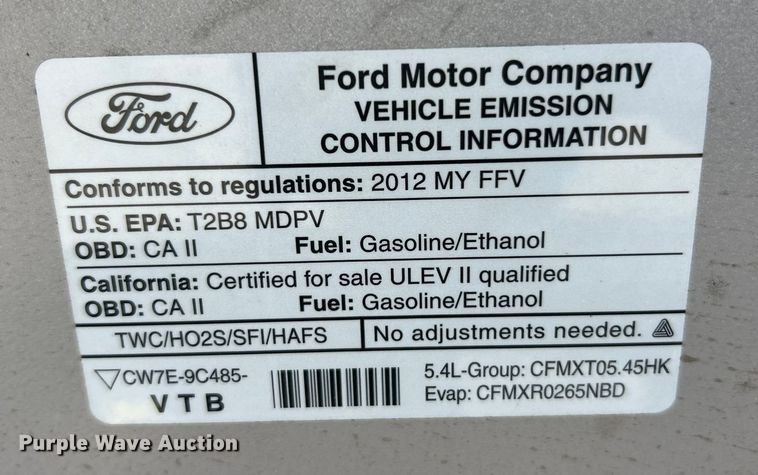 Ford
Ford Motor Company
VEHICLE EMISSION
CONTROL INFORMATION
Conforms to regulations: 2012 MY FFV
U.S. EPA: T2B8 MDPV
OBD: CA II Fuel: Gasoline/Ethanol
California: Certified for sale ULEV II qualified
OBD: CA II Fuel: Gasoline/Ethanol
TWC/HO2S/SFI/HAFS No adjustments needed.
CW7E-9C485-
V T B
5.4L-Group: CFMXT05.45HK
Evap: CFMXR0265NBD
Purple Wave Auction